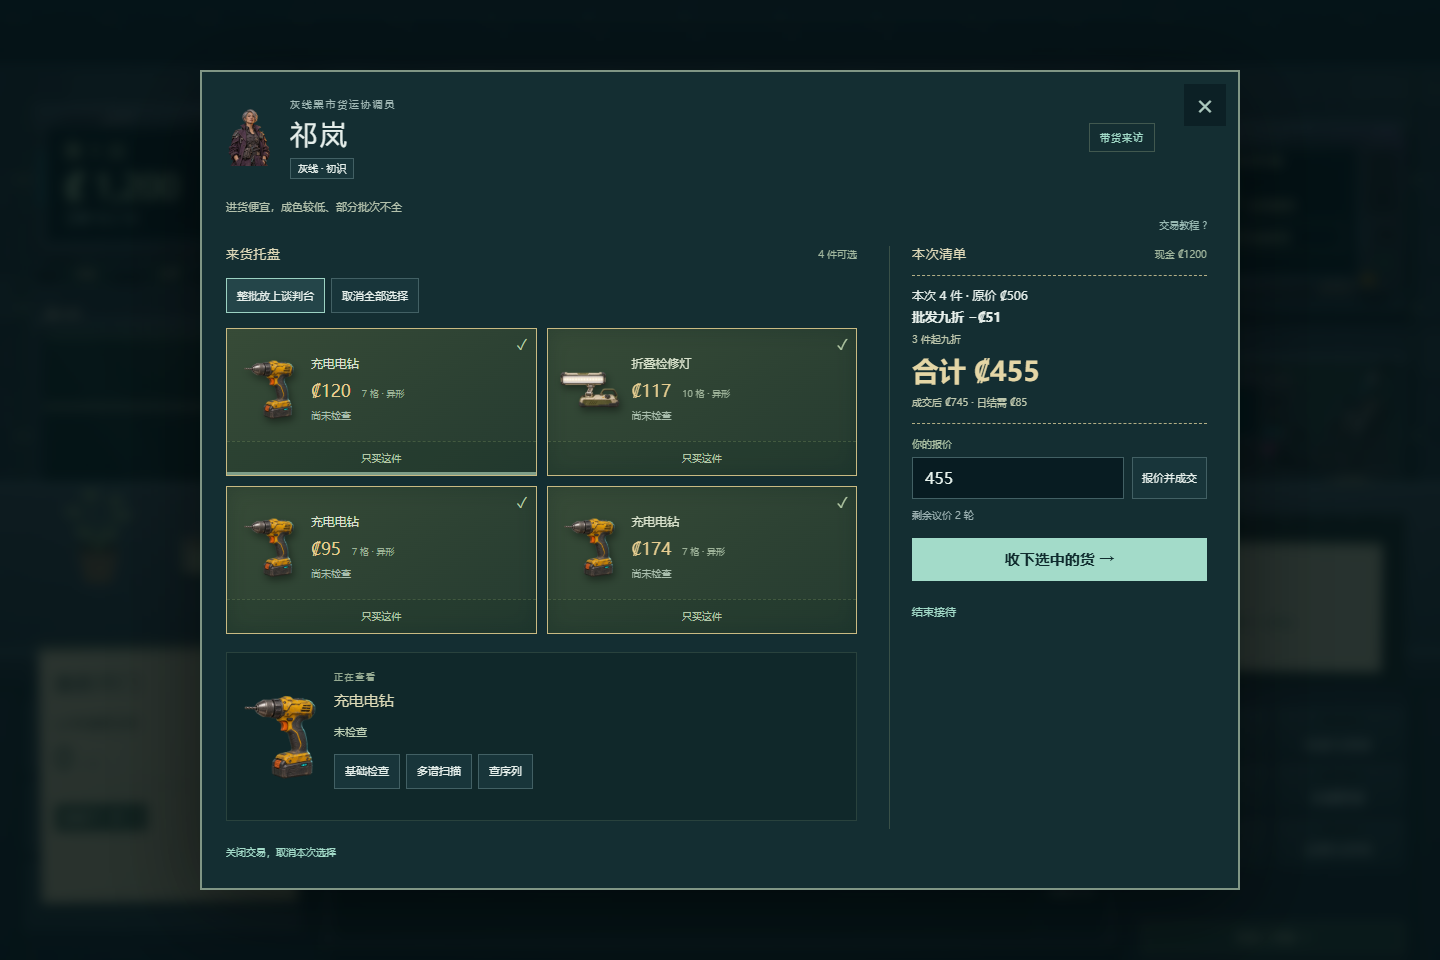 灰线黑市货运协调员
祁岚
灰线 · 初识
带货来访
×
进货便宜，成色较低、部分批次不全
交易教程 ?
来货托盘
4 件可选
整批放上谈判台
取消全部选择
充电电钻
₡120 7 格 · 异形
尚未检查
只买这件
折叠检修灯
₡117 10 格 · 异形
尚未检查
只买这件
充电电钻
₡95 7 格 · 异形
尚未检查
只买这件
充电电钻
₡174 7 格 · 异形
尚未检查
只买这件
正在查看
充电电钻
未检查
基础检查
多谱扫描
查序列
关闭交易，取消本次选择
本次清单
现金 ₡1200
本次 4 件 · 原价 ₡506
批发九折 −₡51
3 件起九折
合计 ₡455
成交后 ₡745 · 日结需 ₡85
你的报价
455
报价并成交
剩余议价 2 轮
收下选中的货 →
结束接待